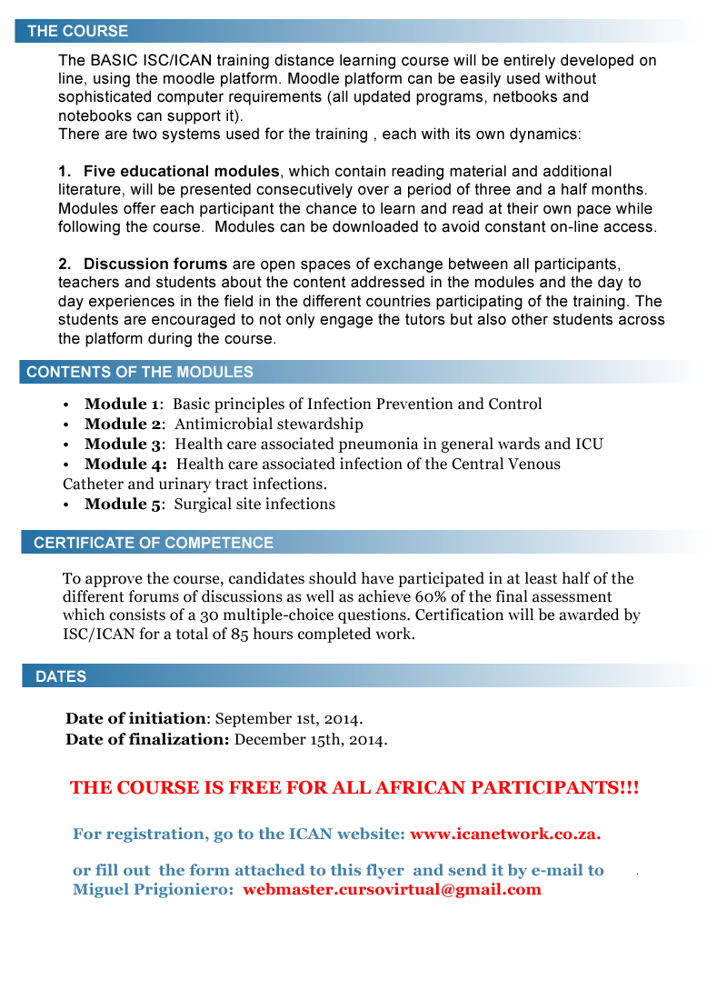 THE COURSE
The BASIC ISC/ICAN training distance learning course will be entirely developed on
line, using the moodle platform. Moodle platform can be easily used without
sophisticated computer requirements (all updated programs, netbooks and
notebooks can support it).
There are two systems used for the training , each with its own dynamics:
1. Five educational modules, which contain reading material and additional
literature, will be presented consecutively over a period of three and a half months.
Modules offer each participant the chance to learn and read at their own pace while
following the course. Modules can be downloaded to avoid constant on-line access.
2. Discussion forums are open spaces of exchange between all participants,
teachers and students about the content addressed in the modules and the day to
day experiences in the field in the different countries participating of the training. The
students are encouraged to not only engage the tutors but also other students across
the platform during the course.
CONTENTS OF THE MODULES
• Module 1: Basic principles of Infection Prevention and Control
• Module 2: Antimicrobial stewardship
• Module 3: Health care associated pneumonia in general wards and ICU
• Module 4: Health care associated infection of the Central Venous
Catheter and urinary tract infections.
• Module 5: Surgical site infections
CERTIFICATE OF COMPETENCE
To approve the course, candidates should have participated in at least half of the
different forums of discussions as well as achieve 60% of the final assessment
which consists of a 30 multiple-choice questions. Certification will be awarded by
ISC/ICAN for a total of 85 hours completed work.
DATES
Date of initiation: September 1st, 2014.
Date of finalization: December 15th, 2014.
THE COURSE IS FREE FOR ALL AFRICAN PARTICIPANTS!!!
For registration, go to the ICAN website: www.icanetwork.co.za.
or fill out the form attached to this flyer and send it by e-mail to .
Miguel Prigioniero: webmaster.cursovirtual@gmail.com